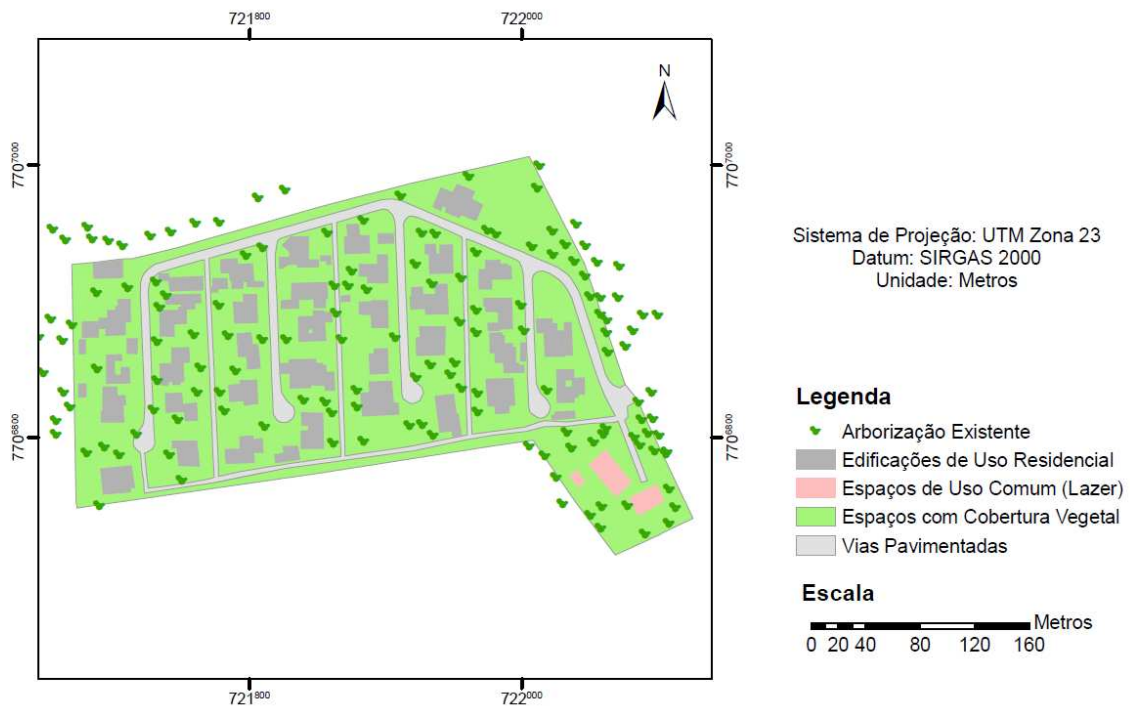 721800
722000
N
7707000
7706800
7707000
7706800
721800
722000
Sistema de Projeção: UTM Zona 23
Datum: SIRGAS 2000
Unidade: Metros
Legenda
Arborização Existente
Edificações de Uso Residencial
Espaços de Uso Comum (Lazer)
Espaços com Cobertura Vegetal
Vias Pavimentadas
Escala
Metros
0 20 40 80 120 160